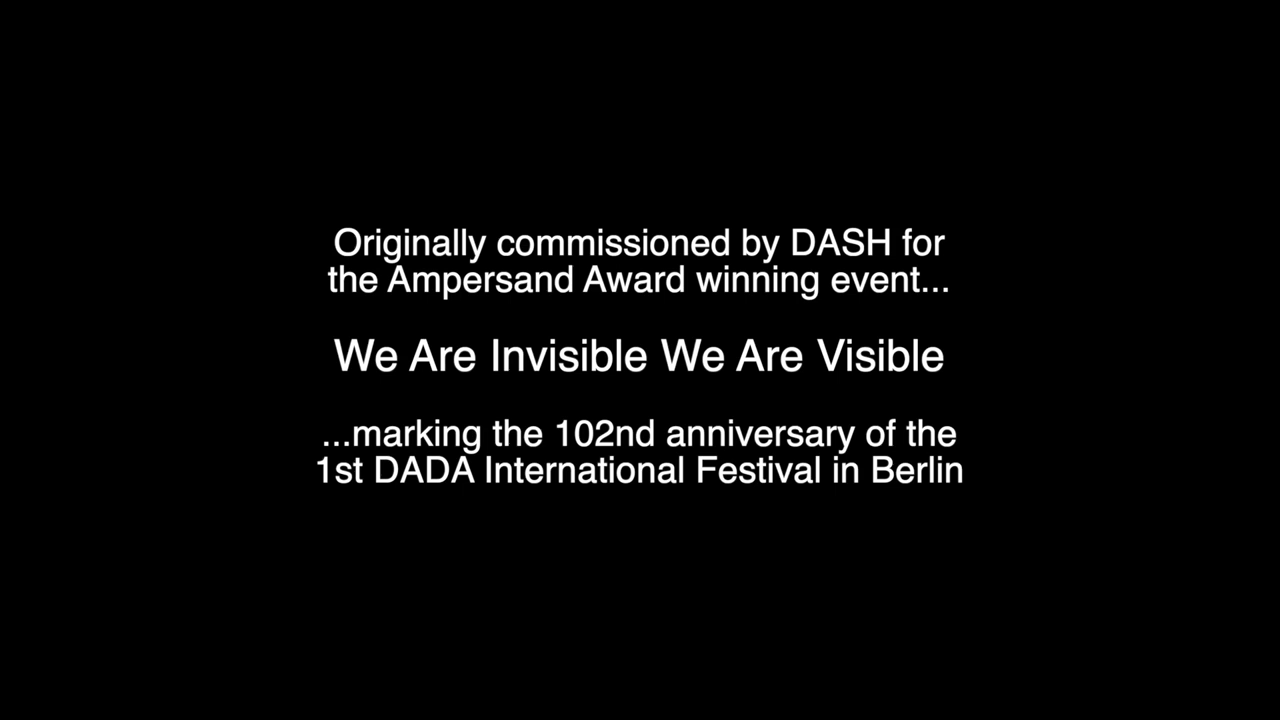 Originally commissioned by DASH for
the Ampersand Award winning event...
We Are Invisible We Are Visible
...marking the 102nd anniversary of the
1st DADA International Festival in Berlin